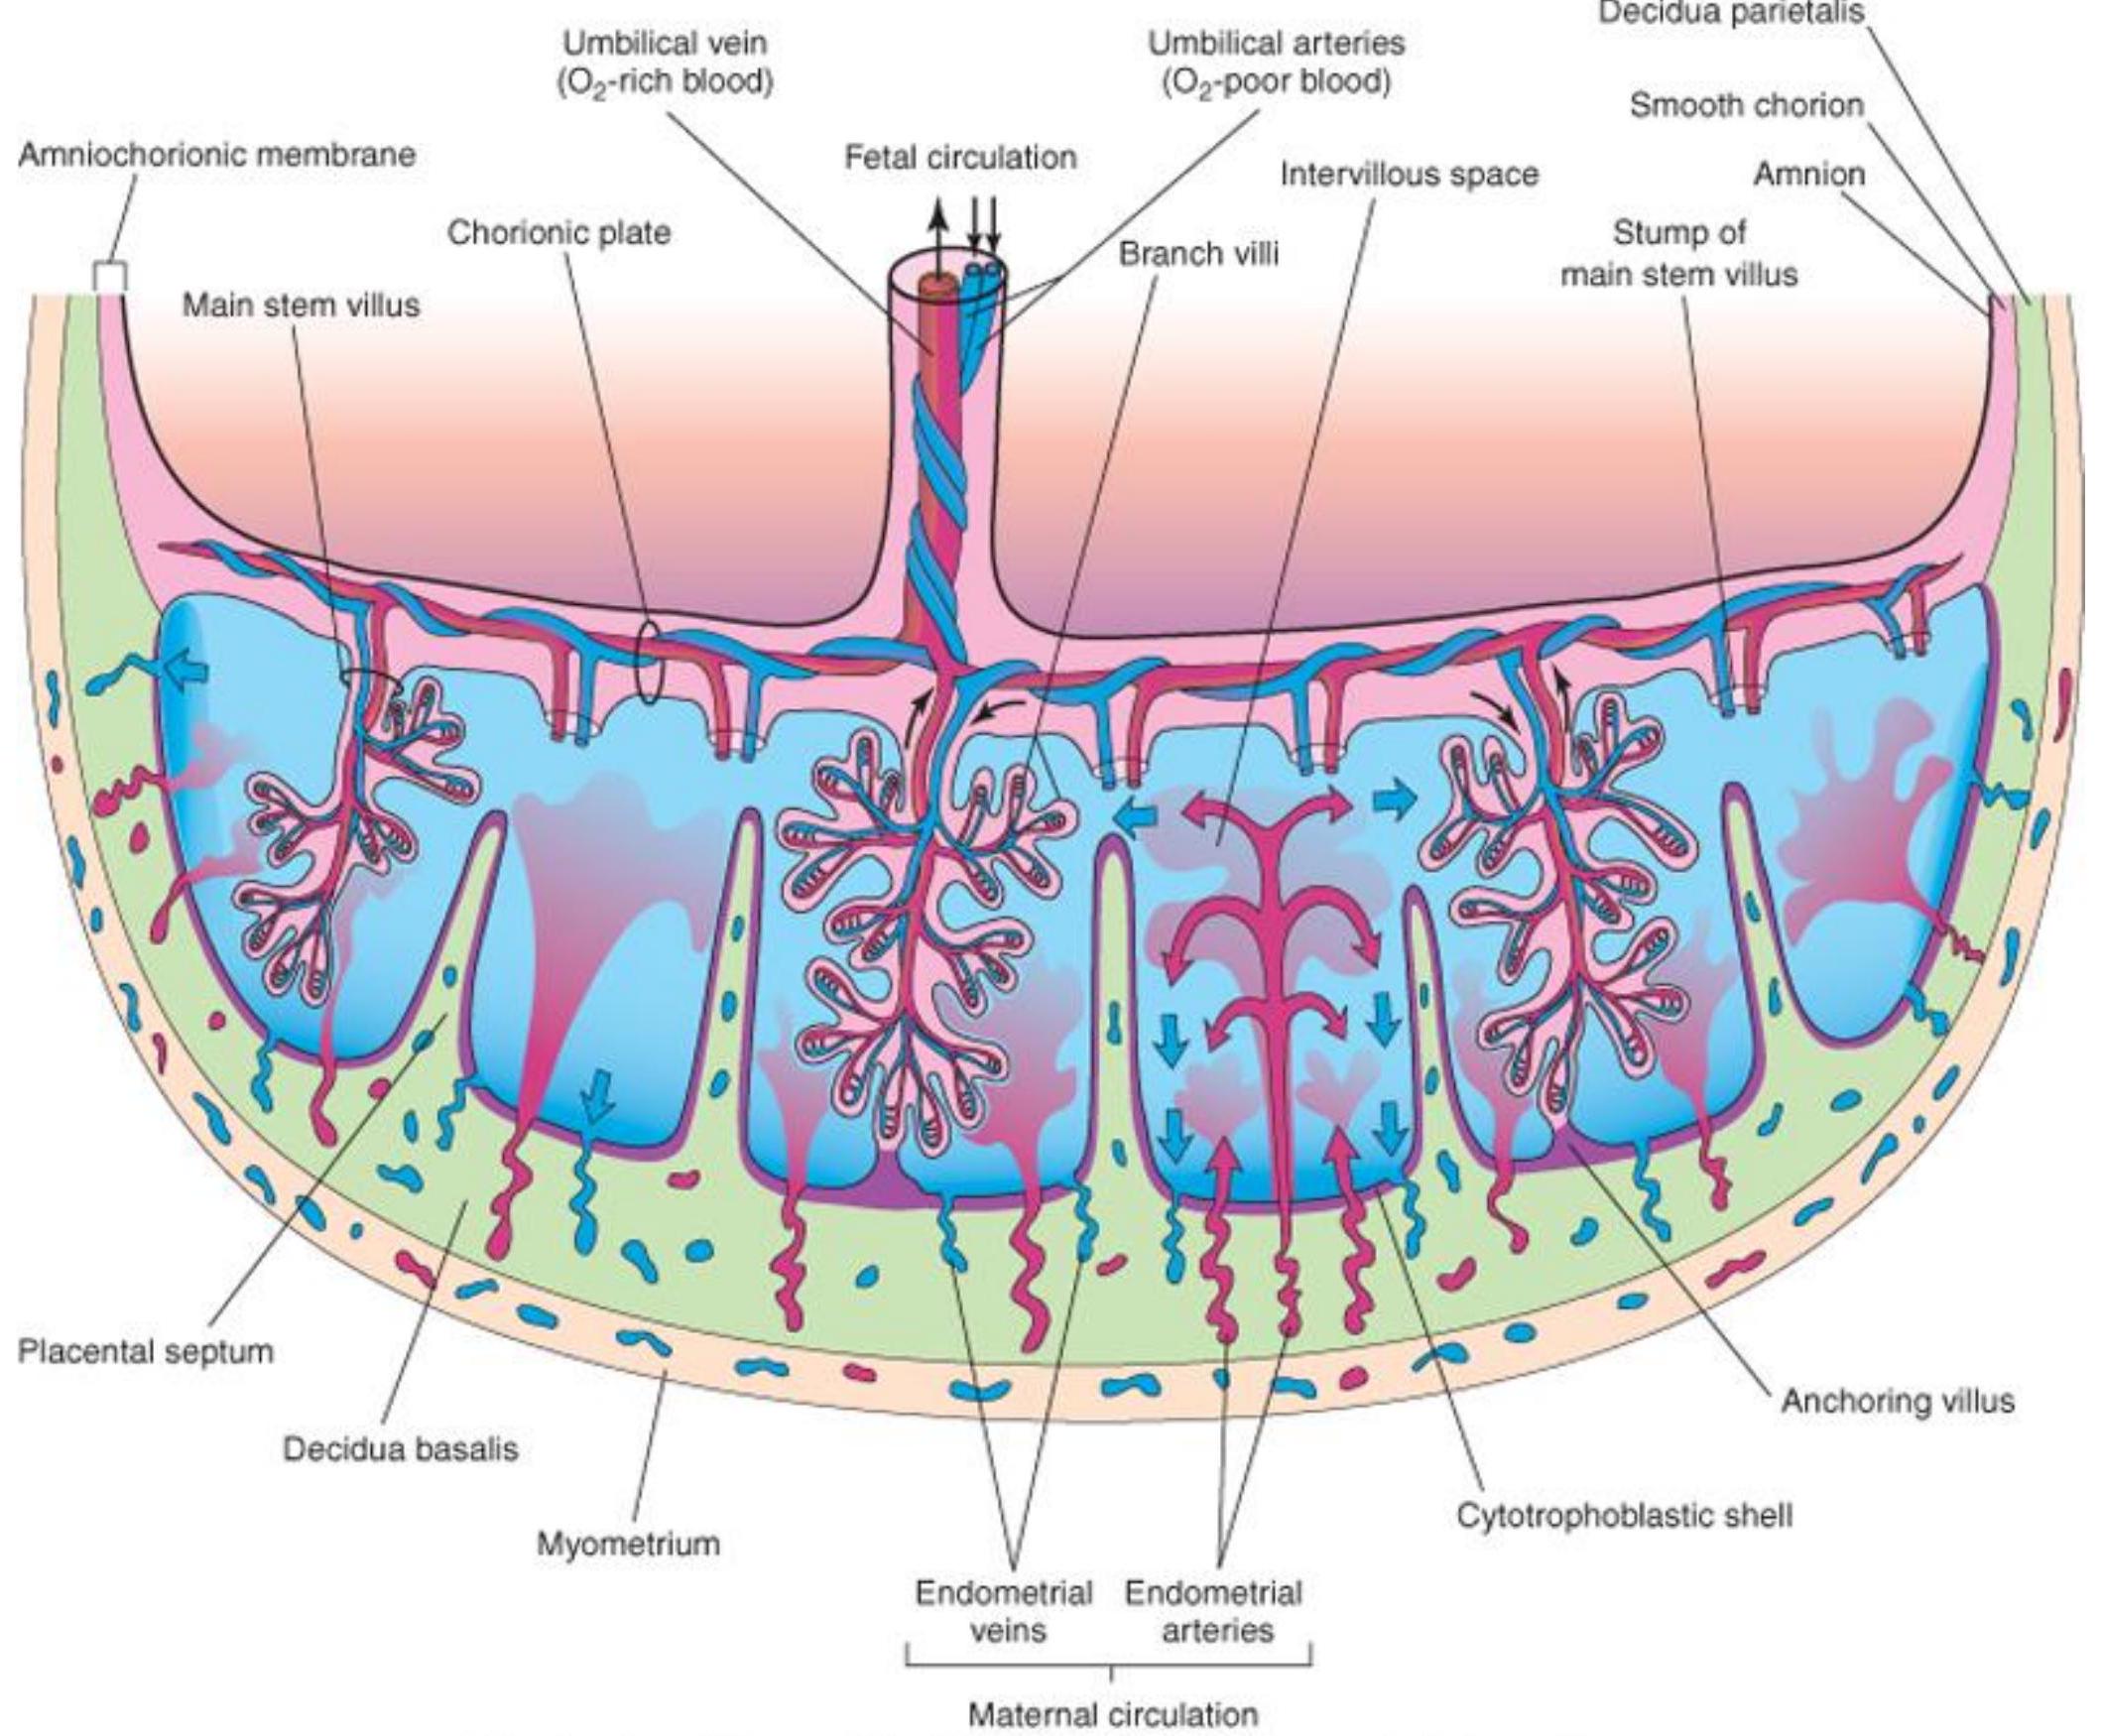 Decidua parietalis
Umbilical vein
(O₂-rich blood)
Umbilical arteries
(O₂-poor blood)
Smooth chorion
Amniochorionic membrane
Fetal circulation
Intervillous space
Amnion
Chorionic plate
Branch villi
Stump of
main stem villus
Main stem villus
Placental septum
Decidua basalis
Anchoring villus
Myometrium
Cytotrophoblastic shell
Endometrial
veins
Endometrial
arteries
Maternal circulation